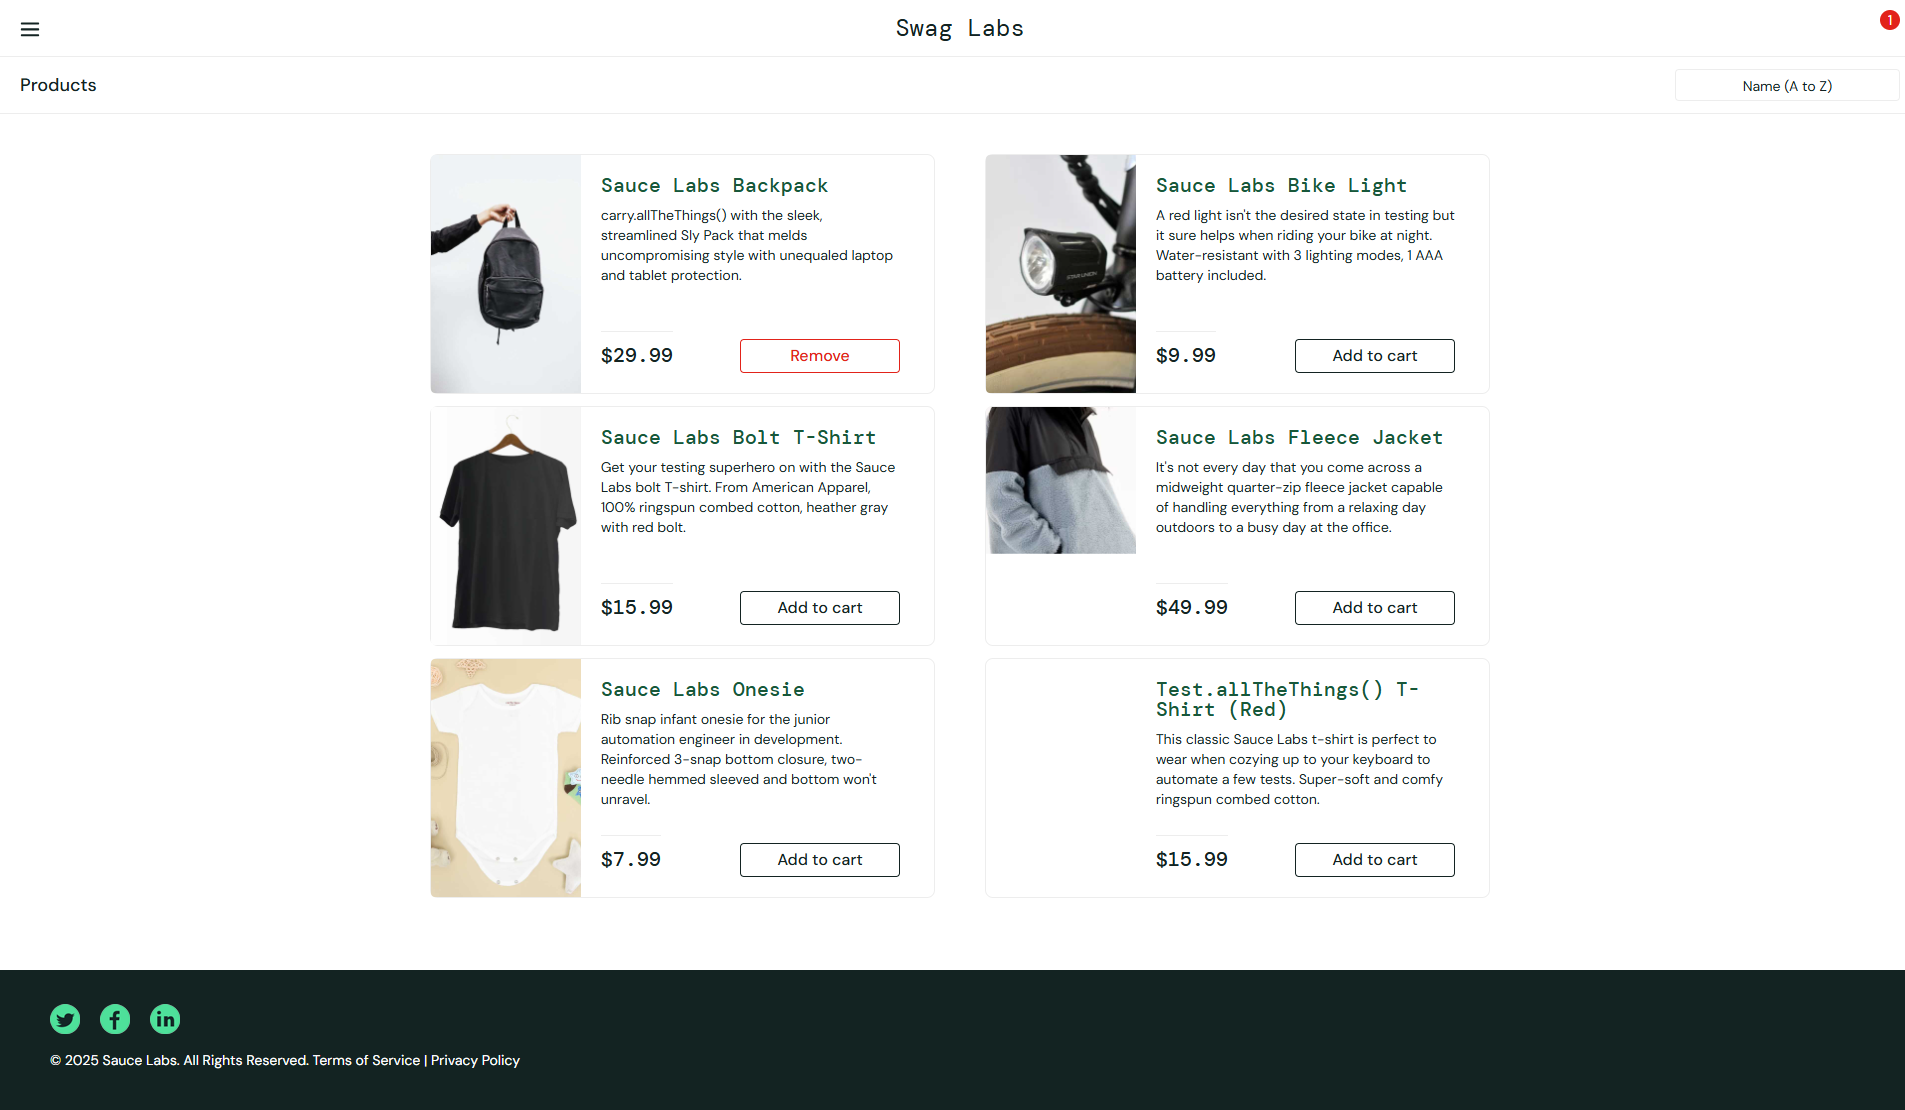 Swag Labs
1
Products
Name (A to Z)
Sauce Labs Backpack
carry.allTheThings() with the sleek,
streamlined Sly Pack that melds
uncompromising style with unequaled laptop
and tablet protection.
$29.99
Remove
Sauce Labs Bike Light
A red light isn't the desired state in testing but
it sure helps when riding your bike at night.
Water-resistant with 3 lighting modes, 1 AAA
battery included.
$9.99
Add to cart
Sauce Labs Bolt T-Shirt
Get your testing superhero on with the Sauce
Labs bolt T-shirt. From American Apparel,
100% ringspun combed cotton, heather gray
with red bolt.
$15.99
Add to cart
Sauce Labs Fleece Jacket
It's not every day that you come across a
midweight quarter-zip fleece jacket capable
of handling everything from a relaxing day
outdoors to a busy day at the office.
$49.99
Add to cart
Sauce Labs Onesie
Rib snap infant onesie for the junior
automation engineer in development.
Reinforced 3-snap bottom closure, two-
needle hemmed sleeved and bottom won't
unravel.
$7.99
Add to cart
Test.allTheThings() T-
Shirt (Red)
This classic Sauce Labs t-shirt is perfect to
wear when cozying up to your keyboard to
automate a few tests. Super-soft and comfy
ringspun combed cotton.
$15.99
Add to cart
© 2025 Sauce Labs. All Rights Reserved. Terms of Service | Privacy Policy